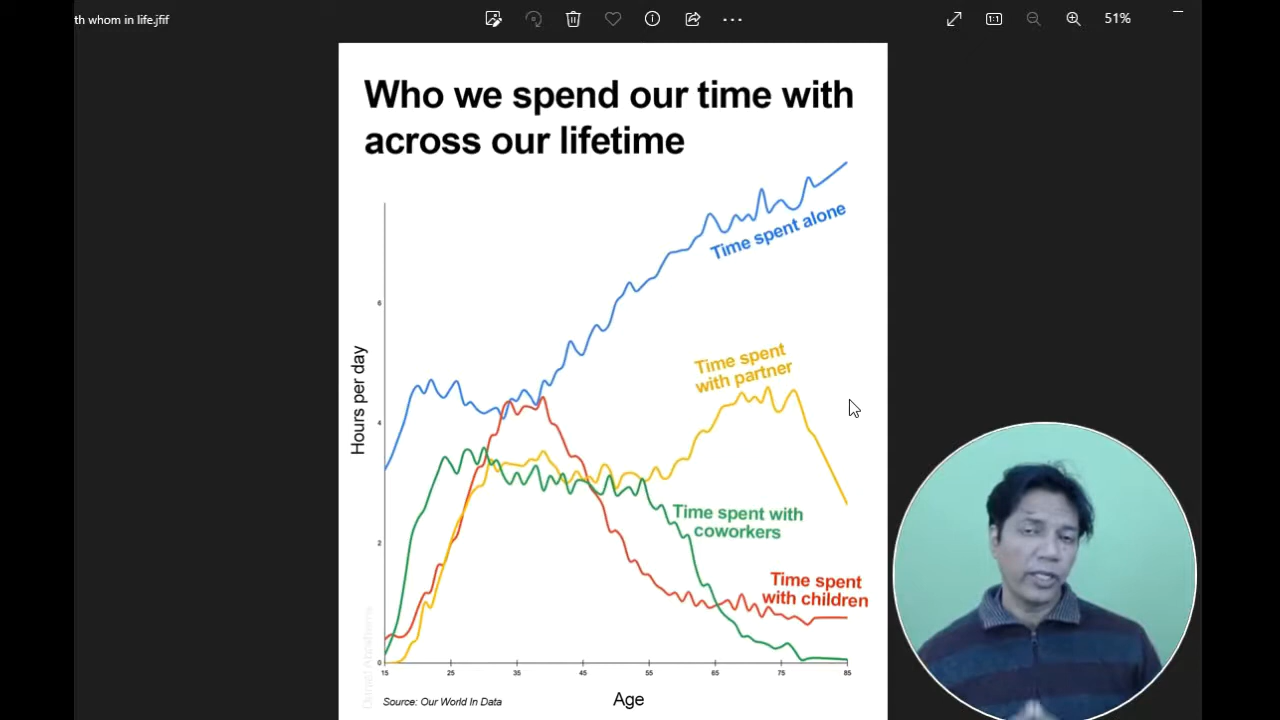 th whom in life.jfif
1:1
51%
Who we spend our time with
across our lifetime
Time spent alone
6
Time spent
with partner
Hours per day
4
Time spent with
coworkers
2
Time spent
with children
0
15 25 35 45 55 65 75 85
Source: Our World In Data
Age